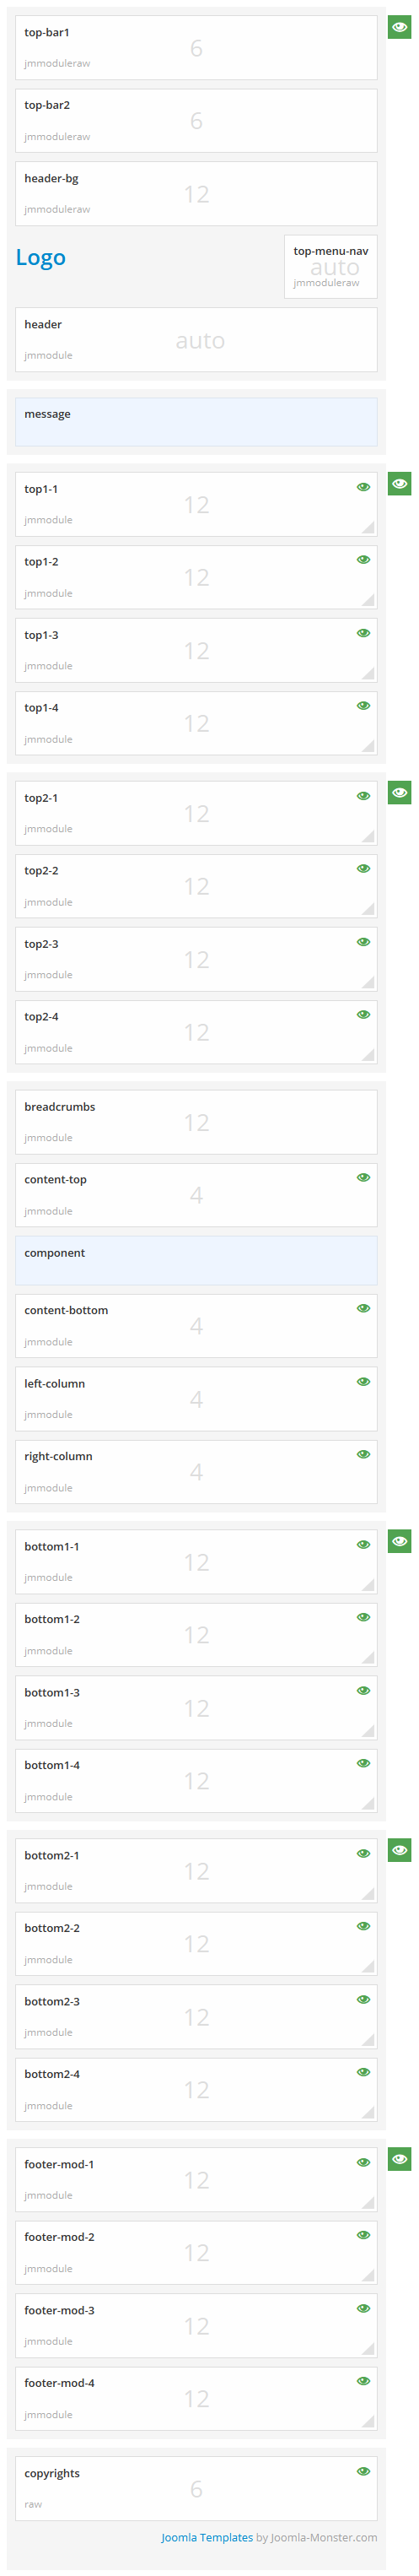 top-bar1
6
jmmoduleraw
top-bar2
6
jmmoduleraw
header-bg
12
jmmoduleraw
Logo
top-menu-nav
auto
jmmoduleraw
header
auto
jmmodule
message
top1-1
12
jmmodule
top1-2
12
jmmodule
top1-3
12
jmmodule
top1-4
12
jmmodule
top2-1
12
jmmodule
top2-2
12
jmmodule
top2-3
12
jmmodule
top2-4
12
jmmodule
breadcrumbs
12
jmmodule
content-top
4
jmmodule
component
content-bottom
4
jmmodule
left-column
4
jmmodule
right-column
4
jmmodule
bottom1-1
12
jmmodule
bottom1-2
12
jmmodule
bottom1-3
12
jmmodule
bottom1-4
12
jmmodule
bottom2-1
12
jmmodule
bottom2-2
12
jmmodule
bottom2-3
12
jmmodule
bottom2-4
12
jmmodule
footer-mod-1
12
jmmodule
footer-mod-2
12
jmmodule
footer-mod-3
12
jmmodule
footer-mod-4
12
jmmodule
copyrights
6
raw
Joomla Templates by Joomla-Monster.com